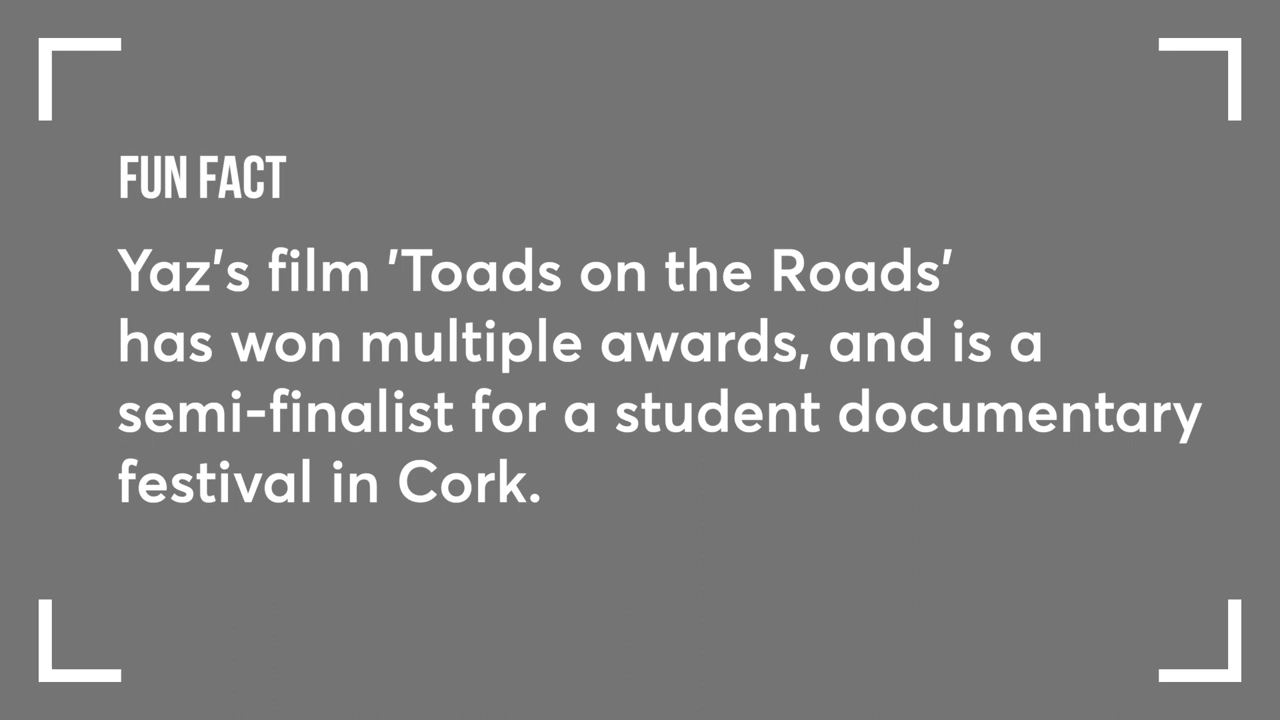 FUN FACT
Yaz's film 'Toads on the Roads'
has won multiple awards, and is a
semi-finalist for a student documentary
festival in Cork.